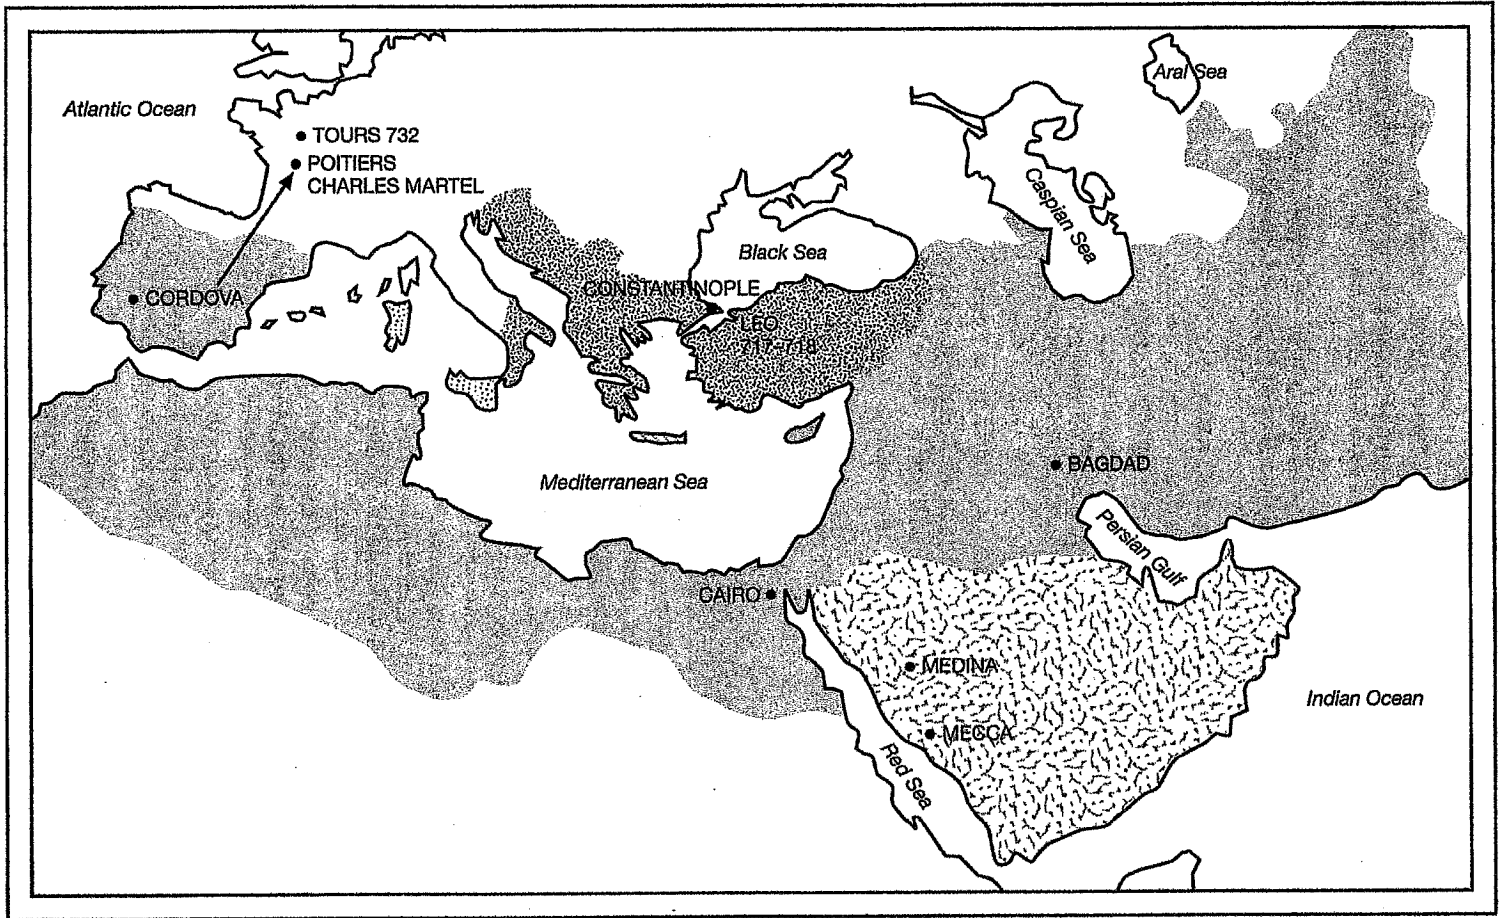 Aral Sea
Atlantic Ocean
TOURS 732
POITIERS
CHARLES MARTEL
Caspian Sea
Black Sea
CONSTANTINOPLE
CORDOVA
LEO
717-718
BAGDAD
Mediterranean Sea
Persian Gulf
CAIRO
MEDINA
Indian Ocean
MECCA
Red Sea